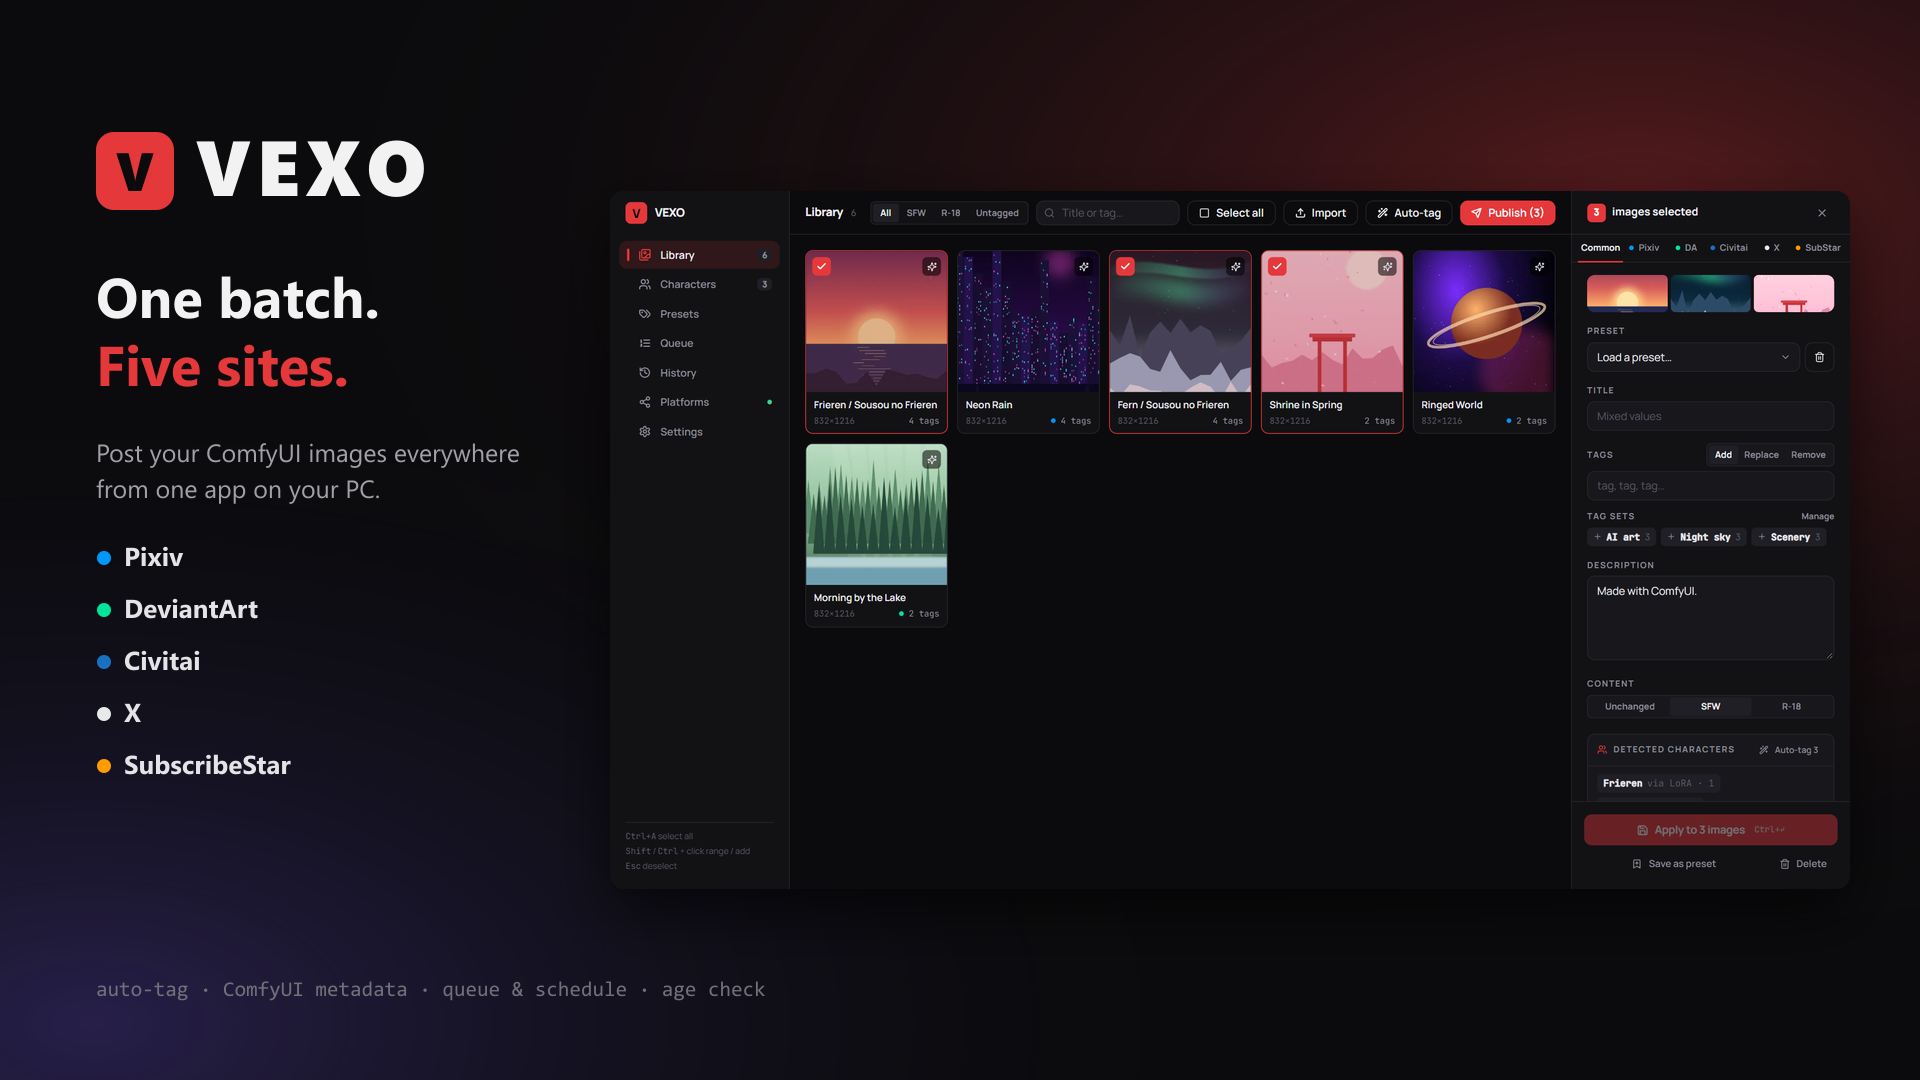 V VEXO
One batch.
Five sites.
Post your ComfyUI images everywhere
from one app on your PC.
Pixiv
DeviantArt
Civitai
X
SubscribeStar
auto-tag · ComfyUI metadata · queue & schedule · age check
V VEXO
Library 6
Characters 3
Presets
Queue
History
Platforms
Settings
Ctrl+A select all
Shift / Ctrl + click range / add
Esc deselect
Library 6 All SFW R-18 Untagged Title or tag... Select all Import Auto-tag Publish (3)
Frieren / Sousou no Frieren
832×1216 4 tags
Neon Rain
832×1216 4 tags
Fern / Sousou no Frieren
832×1216 4 tags
Shrine in Spring
832×1216 2 tags
Ringed World
832×1216 2 tags
Morning by the Lake
832×1216 2 tags
3 images selected
Common Pixiv DA Civitai X SubStar
PRESET
Load a preset...
TITLE
Mixed values
TAGS Add Replace Remove
tag, tag, tag...
TAG SETS Manage
+ AI art 3 + Night sky 3 + Scenery 3
DESCRIPTION
Made with ComfyUI.
CONTENT
Unchanged SFW R-18
DETECTED CHARACTERS Auto-tag 3
Frieren via LoRA · 1
Apply to 3 images Ctrl+↵
Save as preset Delete